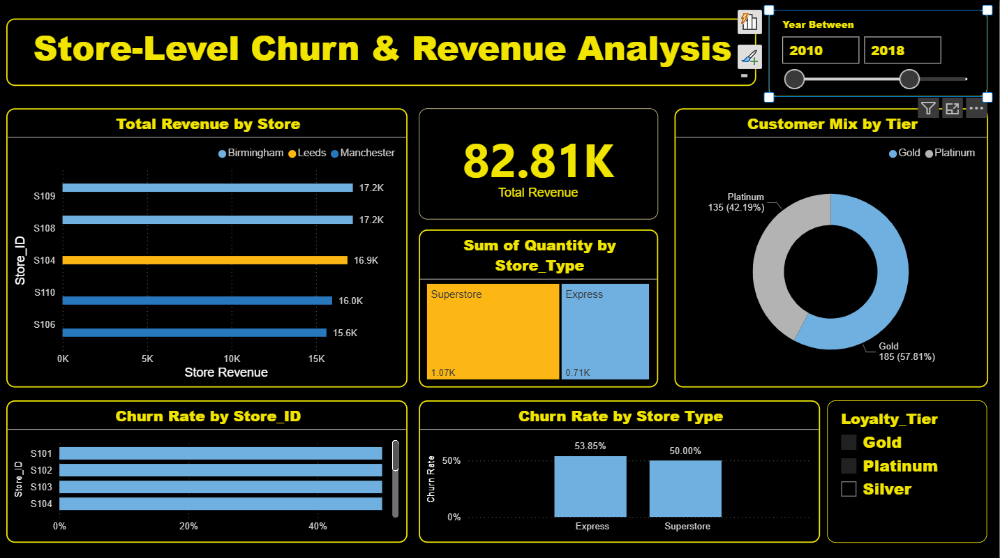 Store-Level Churn & Revenue Analysis
Year Between
2010 2018
Total Revenue by Store
Birmingham Leeds Manchester
Store_ID
S109 17.2K
S108 17.2K
S104 16.9K
S110 16.0K
S106 15.6K
0K 5K 10K 15K
Store Revenue
82.81K
Total Revenue
Sum of Quantity by
Store_Type
Superstore Express
1.07K 0.71K
Customer Mix by Tier
Gold Platinum
Platinum
135 (42.19%)
Gold
185 (57.81%)
Churn Rate by Store_ID
Store_ID
S101
S102
S103
S104
0% 20% 40%
Churn Rate by Store Type
Churn Rate
53.85% 50.00%
50%
0%
Express Superstore
Loyalty_Tier
Gold
Platinum
Silver